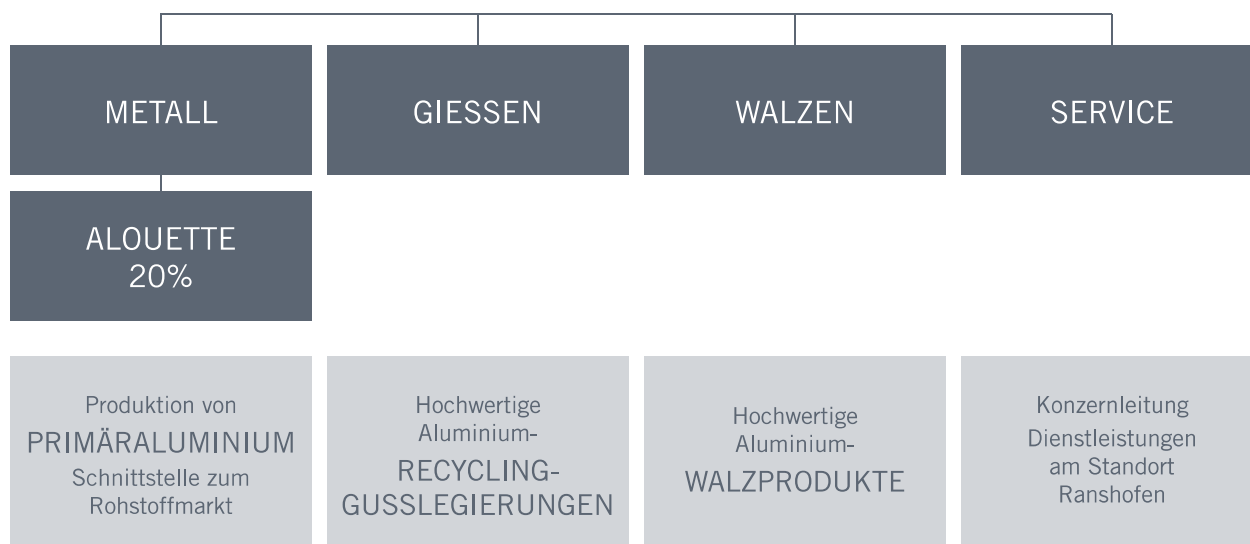 METALL
GIESSEN
WALZEN
SERVICE
ALOUETTE
20%
Produktion von
PRIMÄRALUMINIUM
Schnittstelle zum
Rohstoffmarkt
Hochwertige
Aluminium-
RECYCLING-
GUSSLEGIERUNGEN
Hochwertige
Aluminium-
WALZPRODUKTE
Konzernleitung
Dienstleistungen
am Standort
Ranshofen